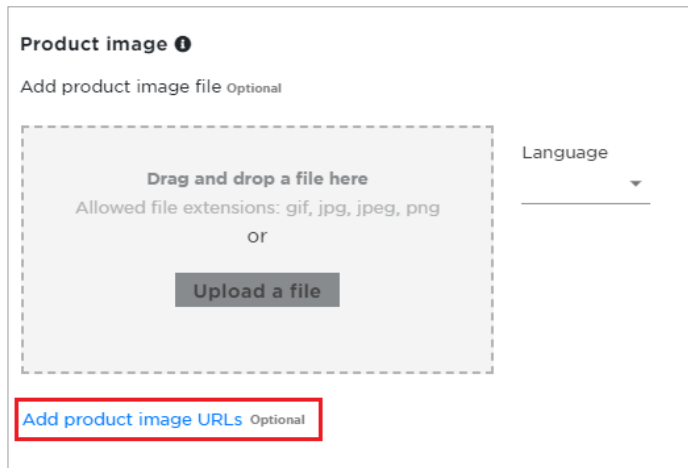 Product image
Add product image file Optional
Drag and drop a file here
Allowed file extensions: gif, jpg, jpeg, png
or
Upload a file
Language
Add product image URLs Optional